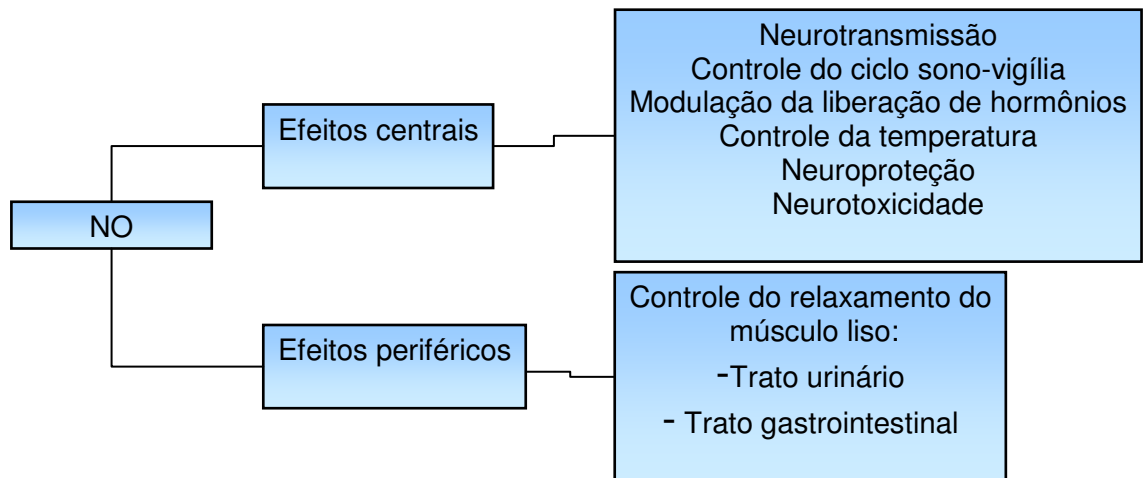 NO
Efeitos centrais
Neurotransmissão
Controle do ciclo sono-vigília
Modulação da liberação de hormônios
Controle da temperatura
Neuroproteção
Neurotoxicidade
Efeitos periféricos
Controle do relaxamento do
músculo liso:
-Trato urinário
- Trato gastrointestinal